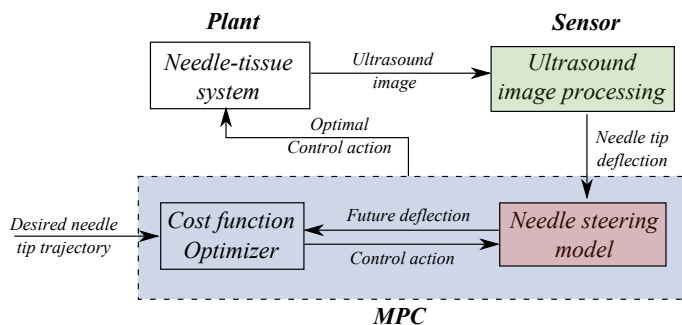 Plant
Sensor
Needle-tissue
system
Ultrasound
image
Ultrasound
image processing
Optimal
Control action
Needle tip
deflection
Desired needle
tip trajectory
Cost function
Optimizer
Future deflection
Control action
Needle steering
model
MPC